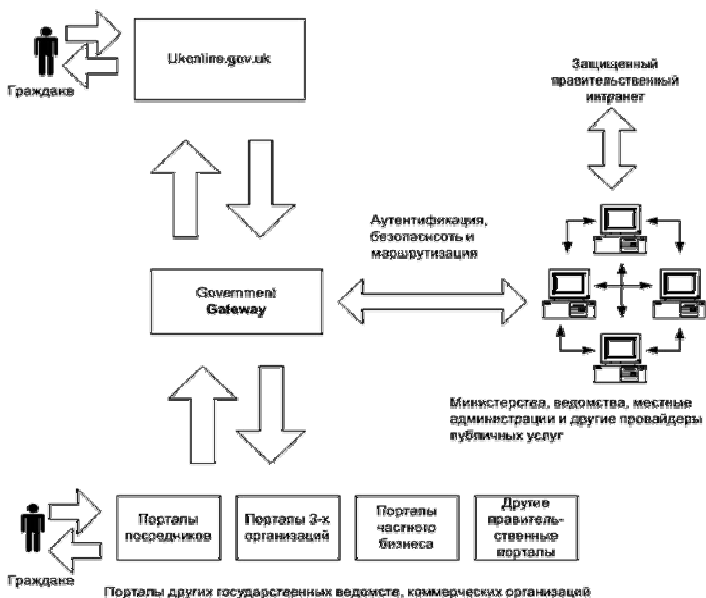 Ukonline.gov.uk
Граждане
Защищенный
правительственный
интранет
Аутентификация,
безопасность и
маршрутизация
Government
Gateway
Министерства, ведомства, местные
администрации и другие провайдеры
публичных услуг
Порталы
посредников
Порталы 3-х
организаций
Порталы
частного
бизнеса
Другие
правитель-
ственные
порталы
Граждане
Порталы других государственных ведомств, коммерческих организаций